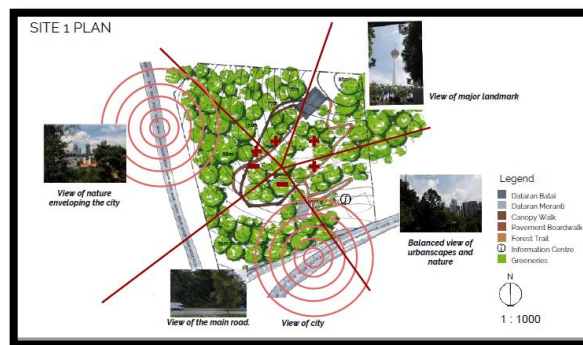 SITE 1 PLAN
View of major landmark
View of nature
enveloping the city
Legend
Dataran Balai
Dataran Meranti
Canopy Walk
Pavement Boardwalk
Forest Trail
Information Centre
Greeneries
Balanced view of
urbanscapes and
nature
N
1 : 1000
View of the main road.
View of city